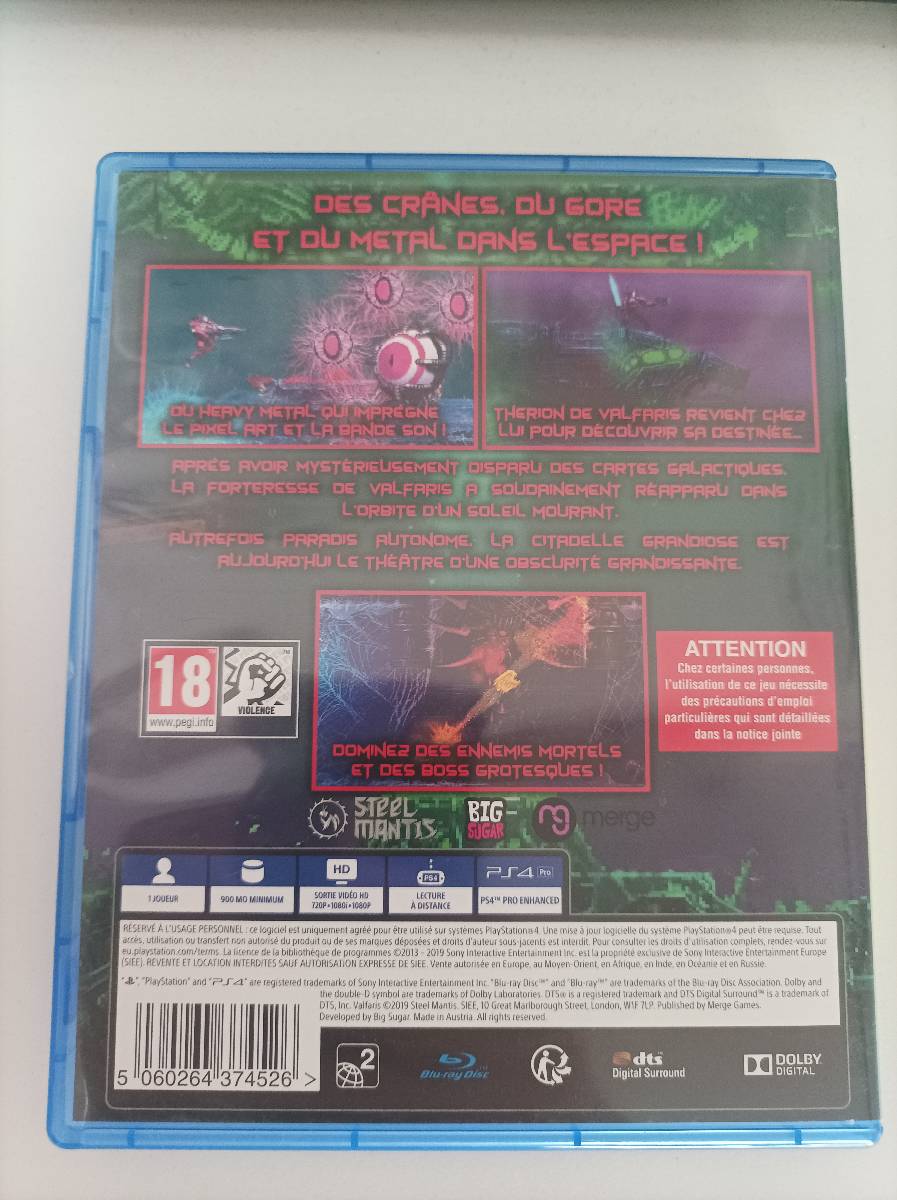 DES CRÂNES, DU GORE
ET DU METAL DANS L'ESPACE !
DU HEAVY METAL QUI IMPRÈGNE
LE PIXEL ART ET LA BANDE SON !
THERION DE VALFARIS REVIENT CHEZ
LUI POUR DÉCOUVRIR SA DESTINÉE...
APRÈS AVOIR MYSTÉRIEUSEMENT DISPARU DES CARTES GALACTIQUES,
LA FORTERESSE DE VALFARIS A SOUDAINEMENT RÉAPPARU DANS
L'ORBITE D'UN SOLEIL MOURANT.
AUTREFOIS PARADIS AUTONOME, LA CITADELLE GRANDIOSE EST
AUJOURD'HUI LE THÉÂTRE D'UNE OBSCURITÉ GRANDISSANTE.
18
www.pegi.info
VIOLENCE
DOMINEZ DES ENNEMIS MORTELS
ET DES BOSS GROTESQUES !
ATTENTION
Chez certaines personnes,
l'utilisation de ce jeu nécessite
des précautions d'emploi
particulières qui sont détaillées
dans la notice jointe
STEEL
MANTIS
BIG
SUGAR
merge
1 JOUEUR
900 MO MINIMUM
HD
SORTIE VIDÉO HD
720P•1080i•1080P
PS4
LECTURE
À DISTANCE
PS4 Pro
PS4™ PRO ENHANCED
RÉSERVÉ À L'USAGE PERSONNEL : ce logiciel est uniquement agréé pour être utilisé sur systèmes PlayStation®4. Une mise à jour logicielle du système PlayStation®4 peut être requise. Tout
accès, utilisation ou transfert non autorisé du produit ou de ses marques déposées et droits d'auteur sous-jacents est interdit. Pour consulter les droits d'utilisation complets, rendez-vous sur
eu.playstation.com/terms. La licence de la bibliothèque de programmes ©2013 - 2019 Sony Interactive Entertainment Inc. est la propriété exclusive de Sony Interactive Entertainment Europe
(SIEE). REVENTE ET LOCATION INTERDITES SAUF AUTORISATION EXPRESSE DE SIEE. Vente autorisée en Europe, au Moyen-Orient, en Afrique, en Inde, en Océanie et en Russie.
"PlayStation" and "PS4" are registered trademarks of Sony Interactive Entertainment Inc. "Blu-ray Disc™" and "Blu-ray™" are trademarks of the Blu-ray Disc Association. Dolby and
the double-D symbol are trademarks of Dolby Laboratories. DTS® is a registered trademark and DTS Digital Surround™ is a trademark of
DTS, Inc. Valfaris ©2019 Steel Mantis. SIEE, 10 Great Marlborough Street, London, W1F 7LP. Published by Merge Games.
Developed by Big Sugar. Made in Austria. All rights reserved.
5 060264 374526 >
2
Blu-ray Disc
dts
Digital Surround
DOLBY
DIGITAL